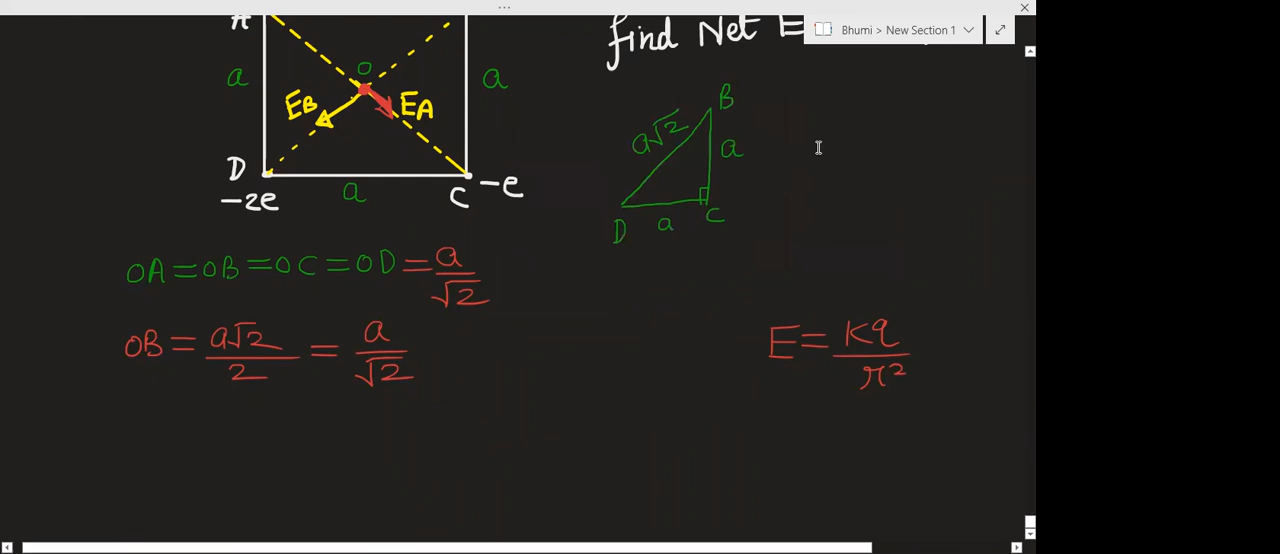 find Net E
Bhumi > New Section 1
a
O
a
EB
EA
D
-2e
a
C
-e
B
a√2
a
D
a
C
OA=OB=OC=OD=a/√2
OB=a√2/2=a/√2
E=Kq/r²